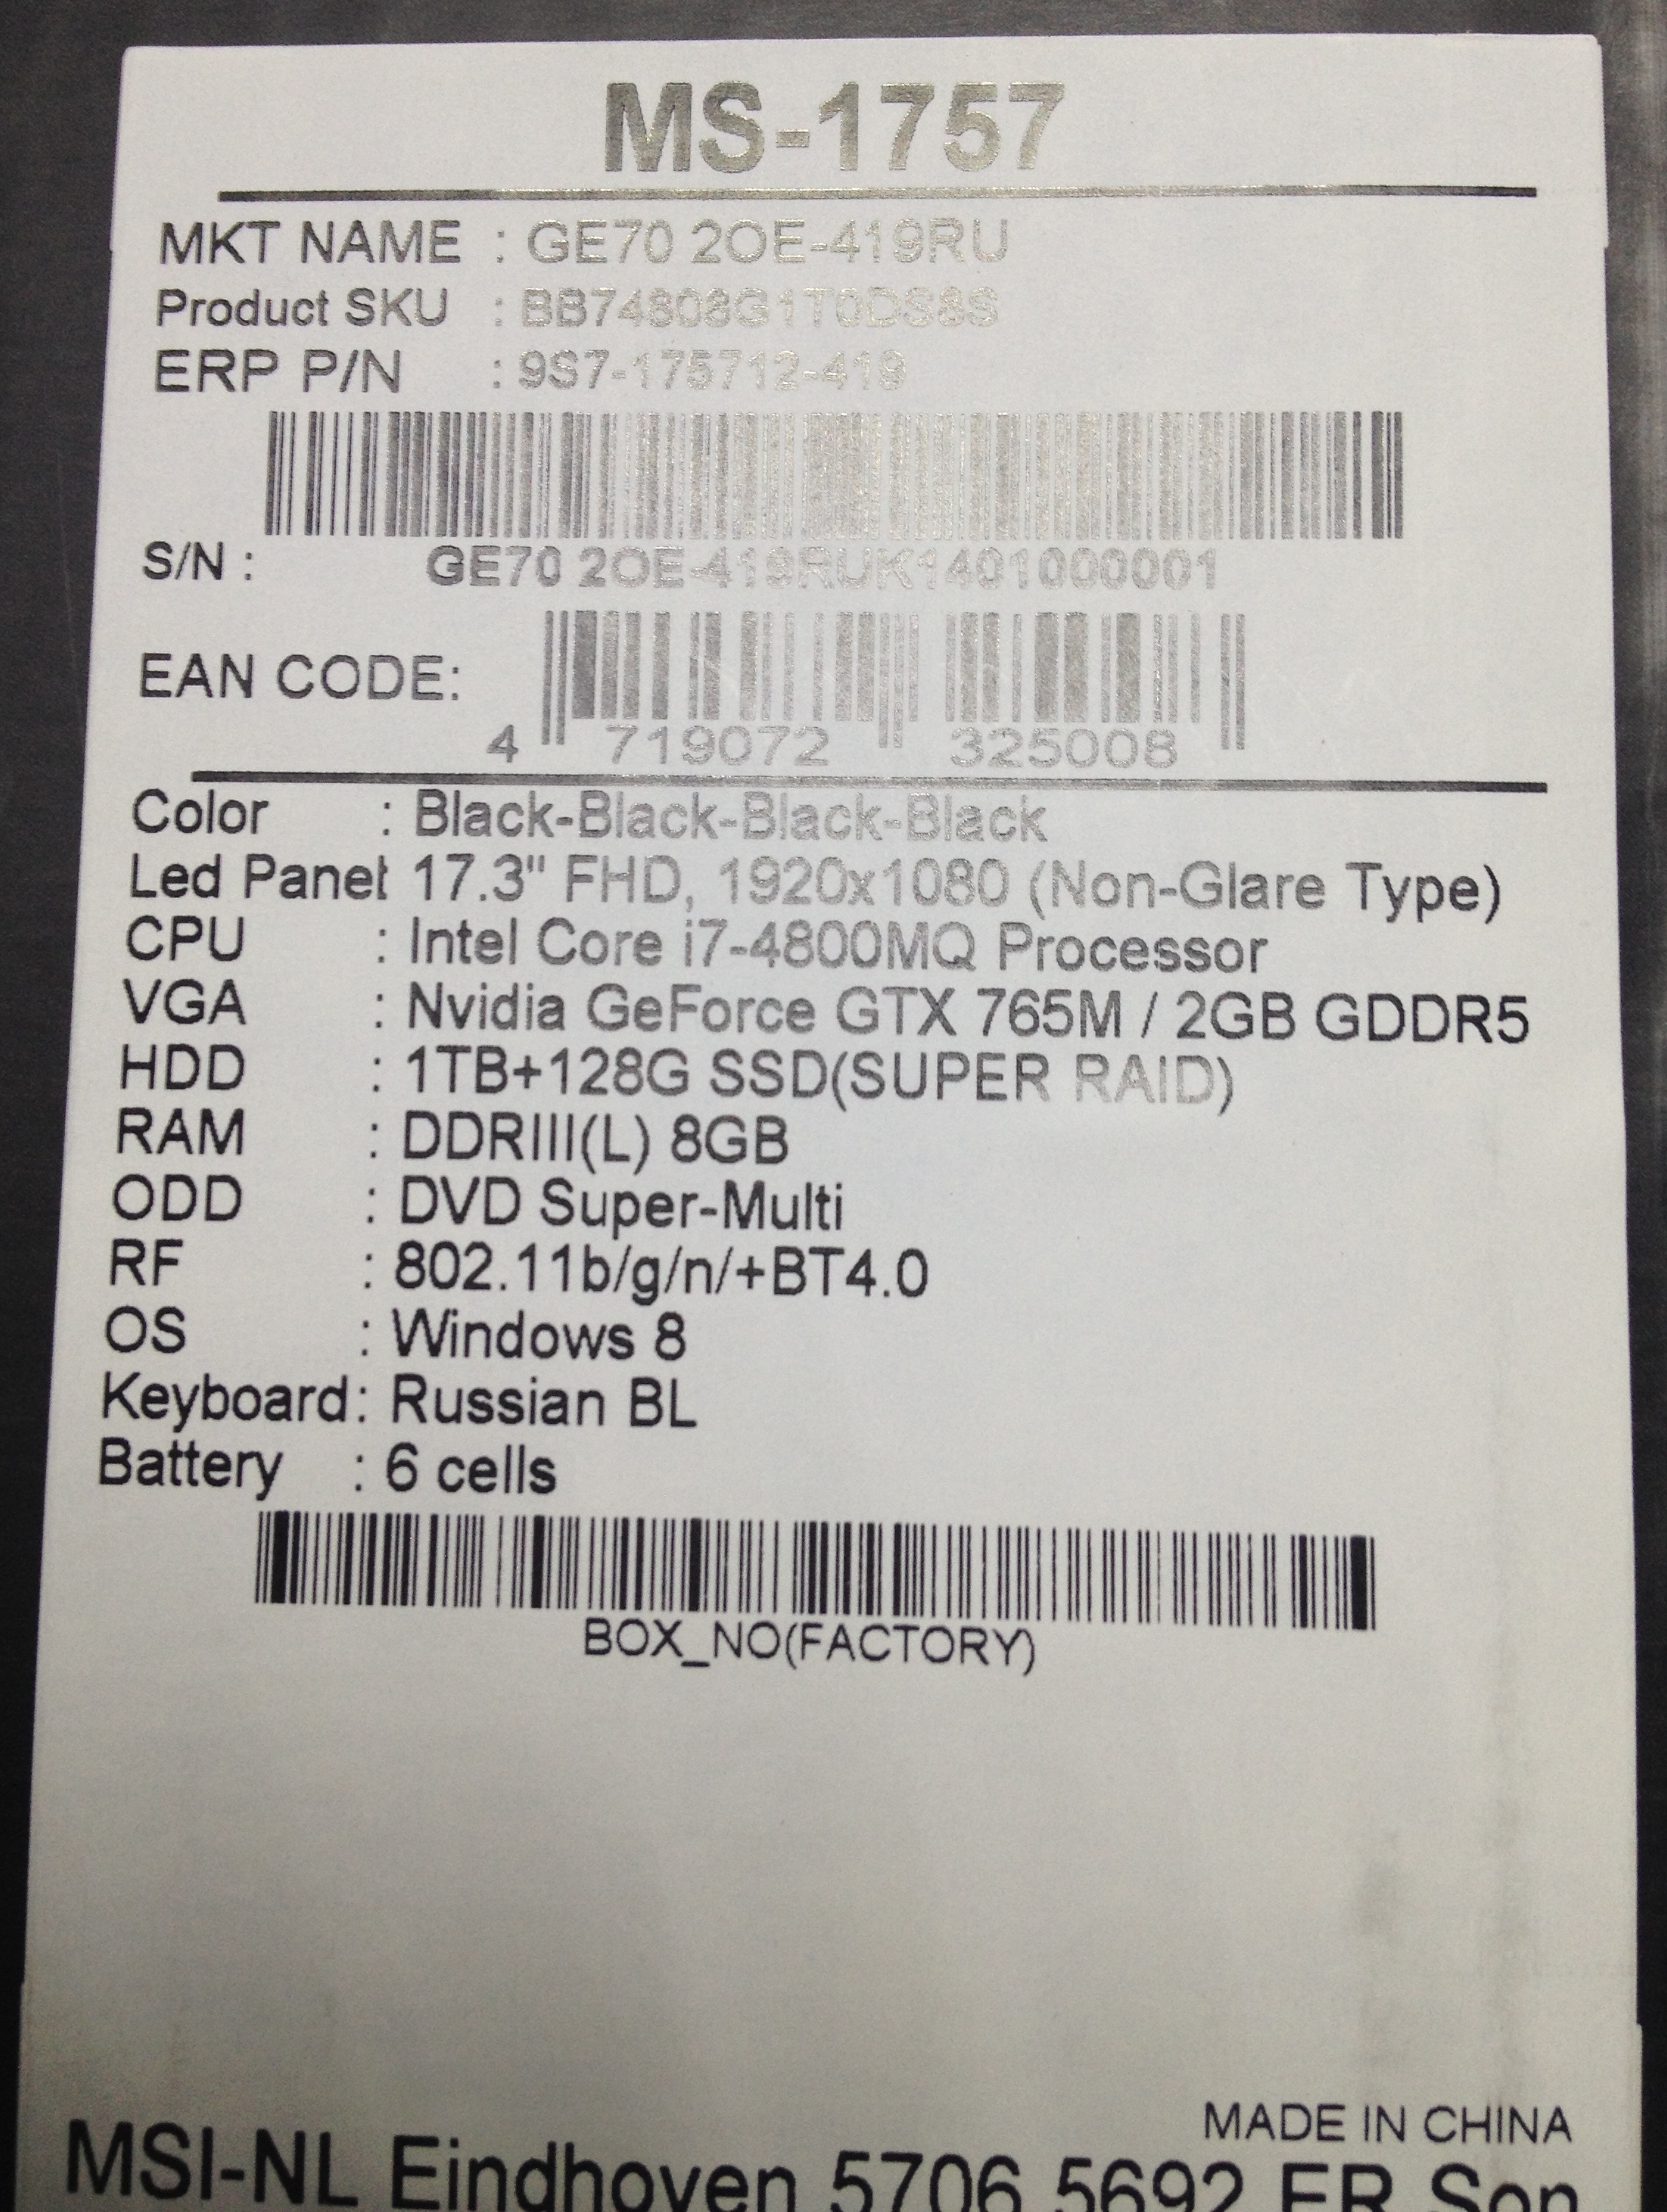 MS-1757
MKT NAME : GE70 2OE-419RU
Product SKU : BB74808G1T0DS8S
ERP P/N : 9S7-175712-419
S/N : GE70 2OE-419RUK1401000001
EAN CODE:
4 719072 325008
Color : Black-Black-Black-Black
Led Panel 17.3" FHD, 1920x1080 (Non-Glare Type)
CPU : Intel Core i7-4800MQ Processor
VGA : Nvidia GeForce GTX 765M / 2GB GDDR5
HDD : 1TB+128G SSD(SUPER RAID)
RAM : DDRIII(L) 8GB
ODD : DVD Super-Multi
RF : 802.11b/g/n/+BT4.0
OS : Windows 8
Keyboard : Russian BL
Battery : 6 cells
BOX_NO(FACTORY)
MADE IN CHINA
MSI-NL Eindhoven 5706 5692 ER Son